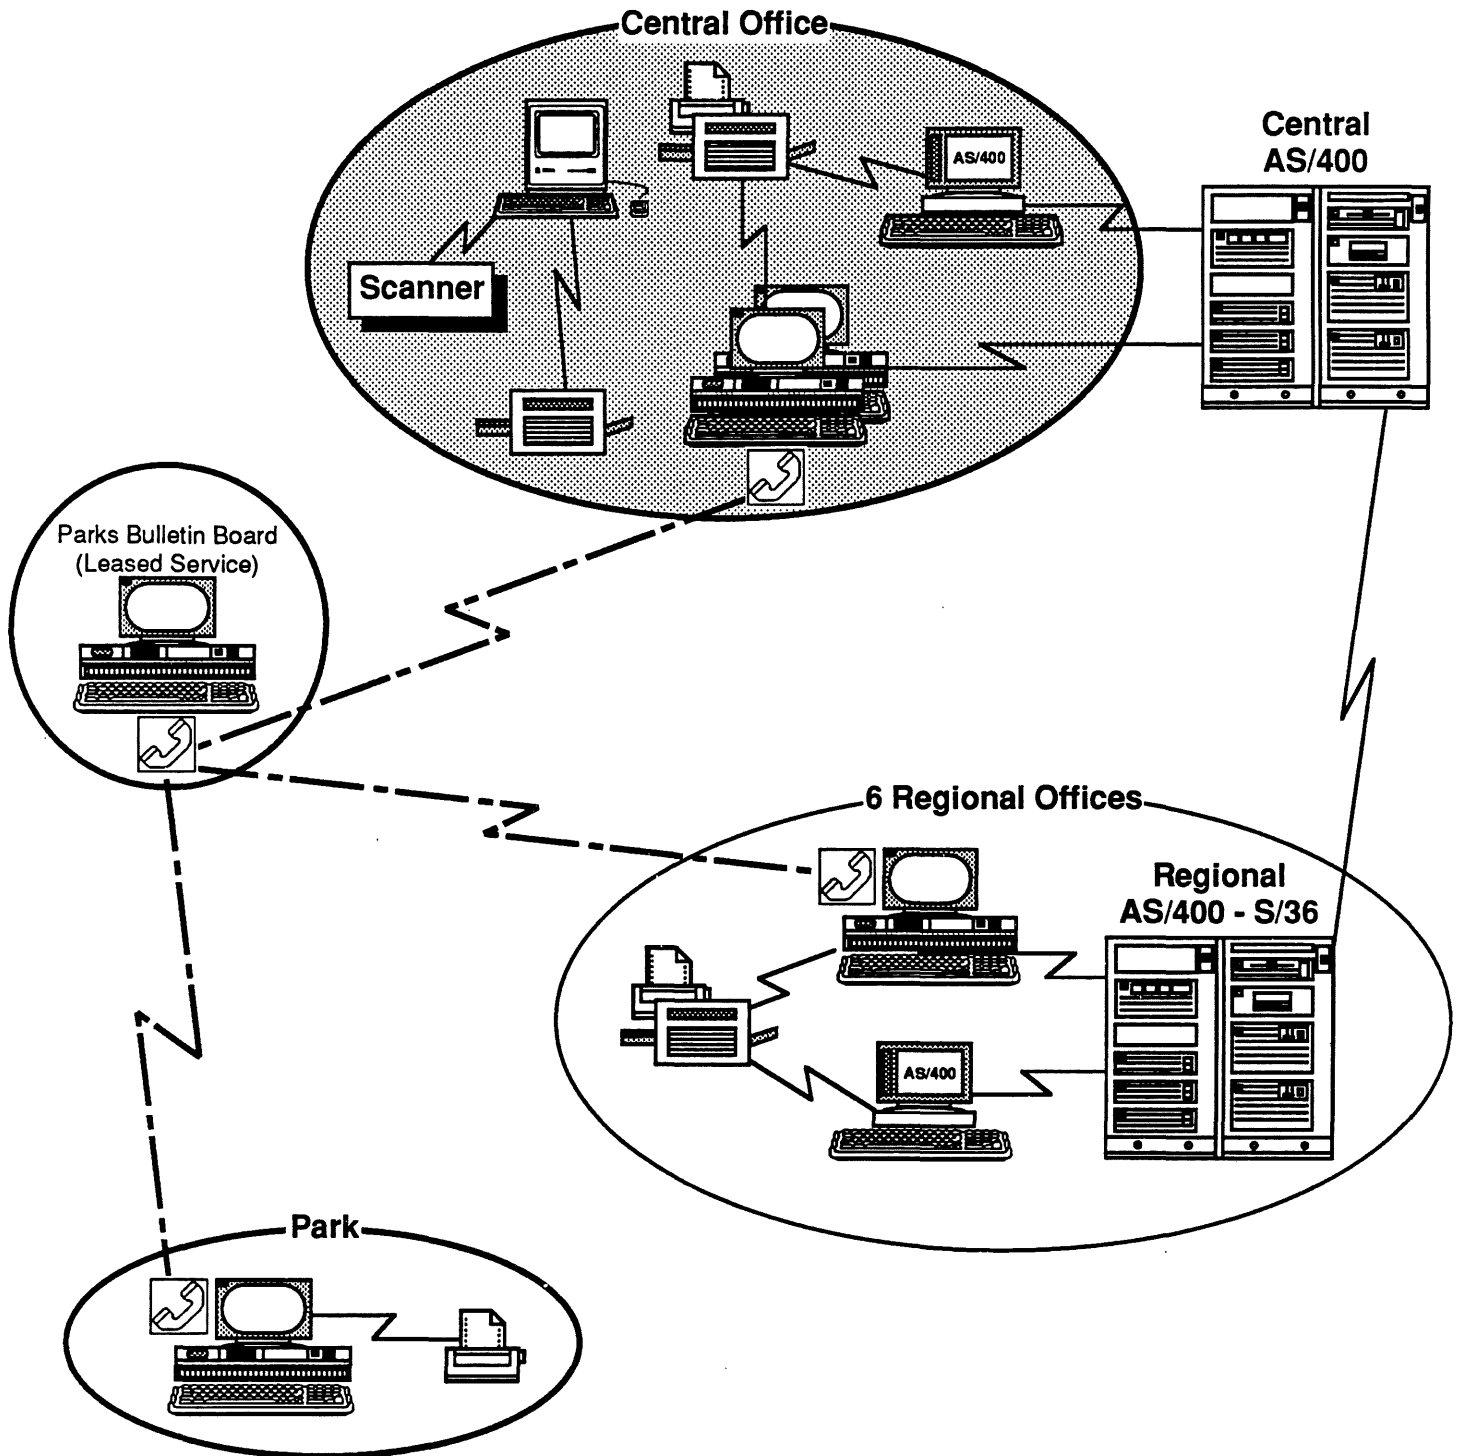 Central Office
Central
AS/400
AS/400
Scanner
Parks Bulletin Board
(Leased Service)
6 Regional Offices
Regional
AS/400 - S/36
AS/400
Park